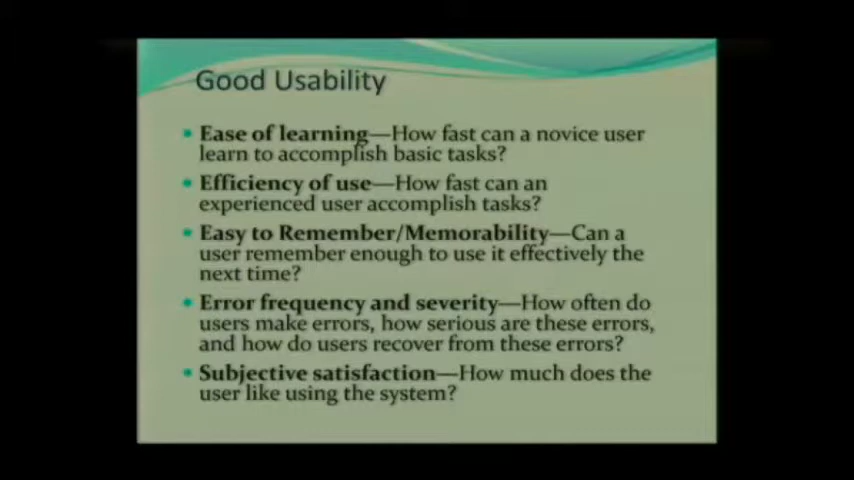 Good Usability
• Ease of learning—How fast can a novice user
learn to accomplish basic tasks?
• Efficiency of use—How fast can an
experienced user accomplish tasks?
• Easy to Remember/Memorability—Can a
user remember enough to use it effectively the
next time?
• Error frequency and severity—How often do
users make errors, how serious are these errors,
and how do users recover from these errors?
• Subjective satisfaction—How much does the
user like using the system?